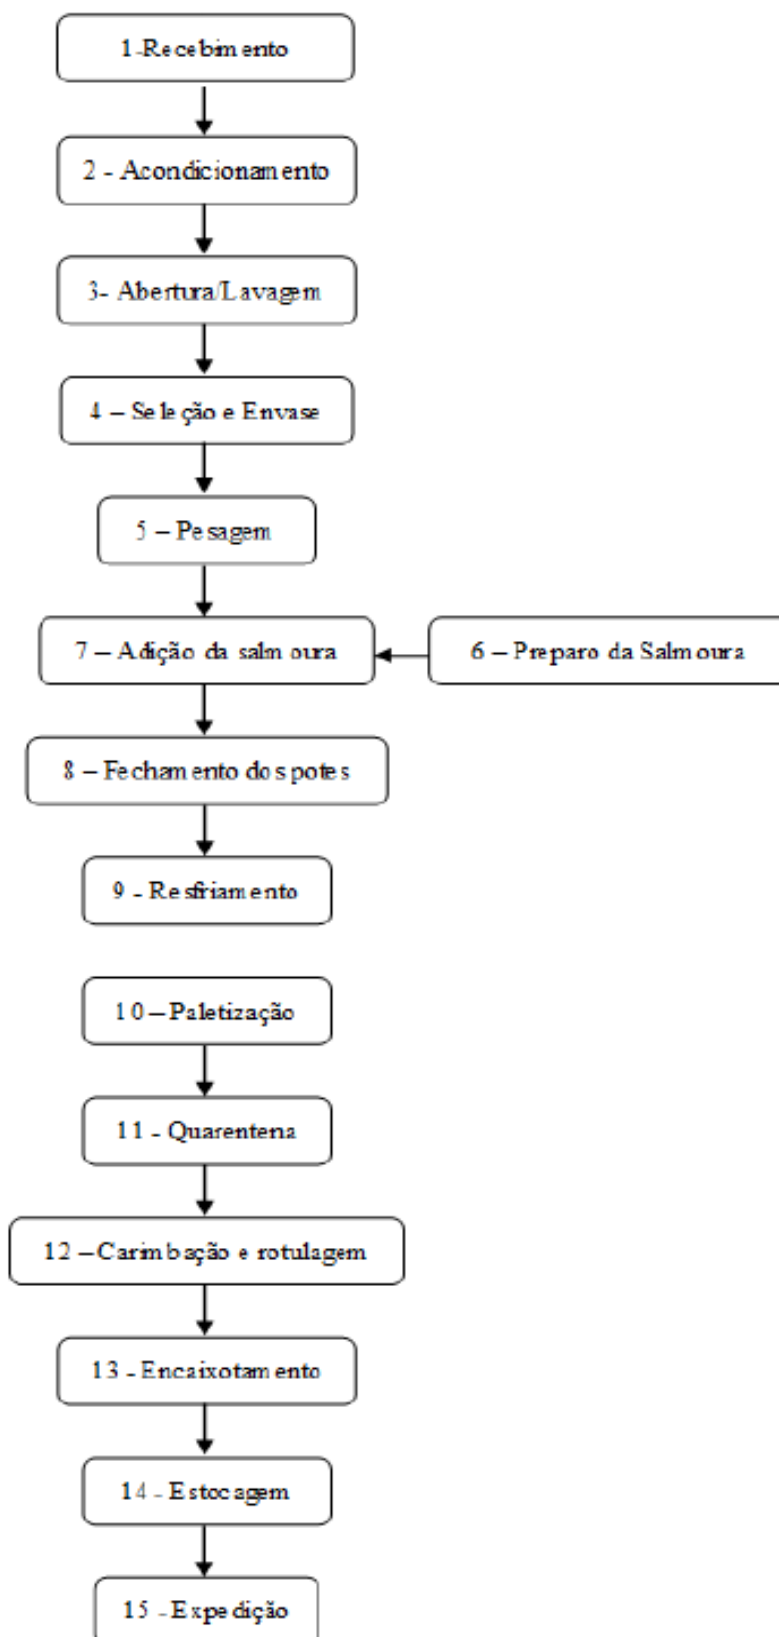 1-Recebimento
2 - Acondicionamento
3- Abertura/Lavagem
4 – Seleção e Envase
5 – Pesagem
7 – Adição da salmoura
6 – Preparo da Salmoura
8 – Fechamento dos potes
9 - Resfriamento
10 – Paletização
11 - Quarentena
12 – Carimbação e rotulagem
13 - Encaixotamento
14 - Estocagem
15 - Expedição